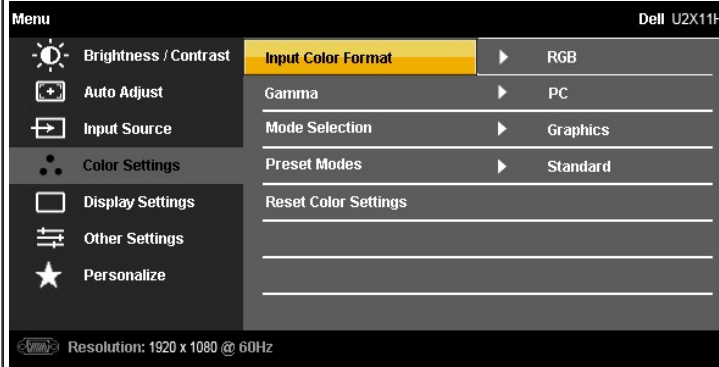 Menu Dell U2X11H
Brightness / Contrast Input Color Format RGB
Auto Adjust Gamma PC
Input Source Mode Selection Graphics
Color Settings Preset Modes Standard
Display Settings Reset Color Settings
Other Settings
Personalize
Resolution: 1920 x 1080 @ 60Hz